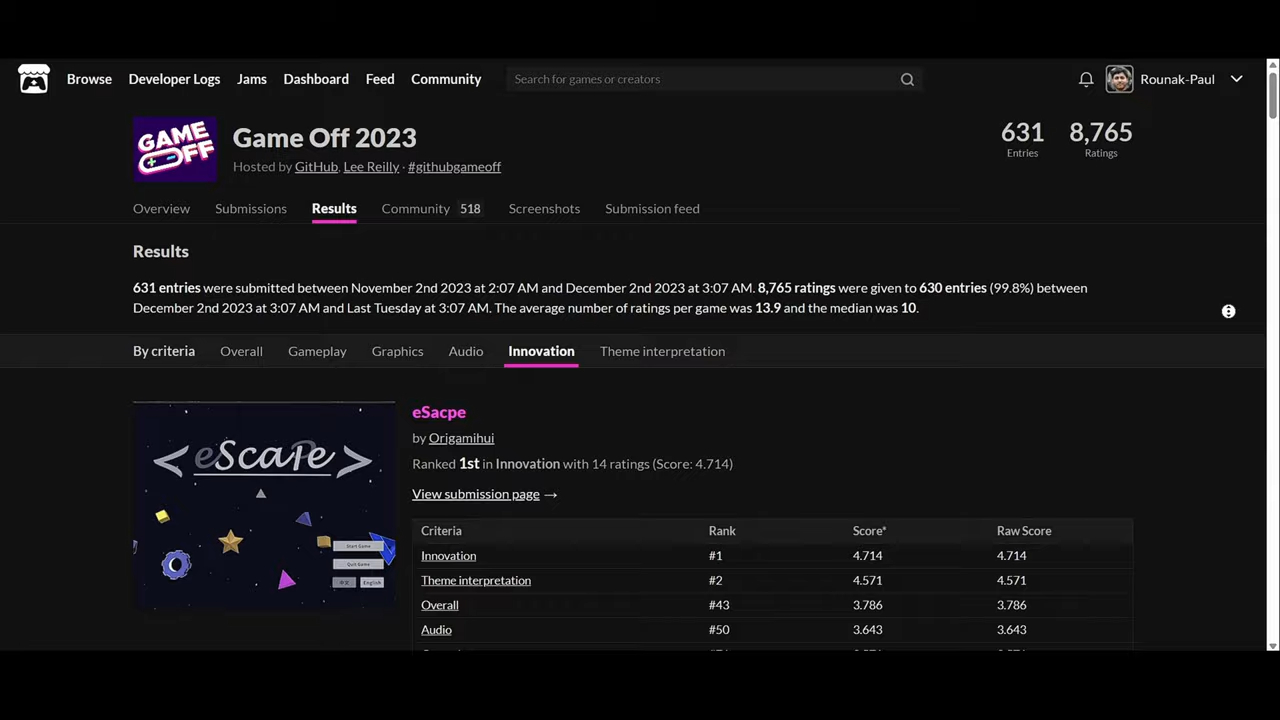 Browse Developer Logs Jams Dashboard Feed Community Search for games or creators Rounak-Paul
GAME OFF
Game Off 2023
Hosted by GitHub, Lee Reilly · #githubgameoff
631 8,765
Entries Ratings
Overview Submissions Results Community 518 Screenshots Submission feed
Results
631 entries were submitted between November 2nd 2023 at 2:07 AM and December 2nd 2023 at 3:07 AM. 8,765 ratings were given to 630 entries (99.8%) between
December 2nd 2023 at 3:07 AM and Last Tuesday at 3:07 AM. The average number of ratings per game was 13.9 and the median was 10.
By criteria Overall Gameplay Graphics Audio Innovation Theme interpretation
<eScaPe>
Start Game
Quit Game
中文 English
eSacpe
by Origamihui
Ranked 1st in Innovation with 14 ratings (Score: 4.714)
View submission page →
Criteria Rank Score* Raw Score
Innovation #1 4.714 4.714
Theme interpretation #2 4.571 4.571
Overall #43 3.786 3.786
Audio #50 3.643 3.643